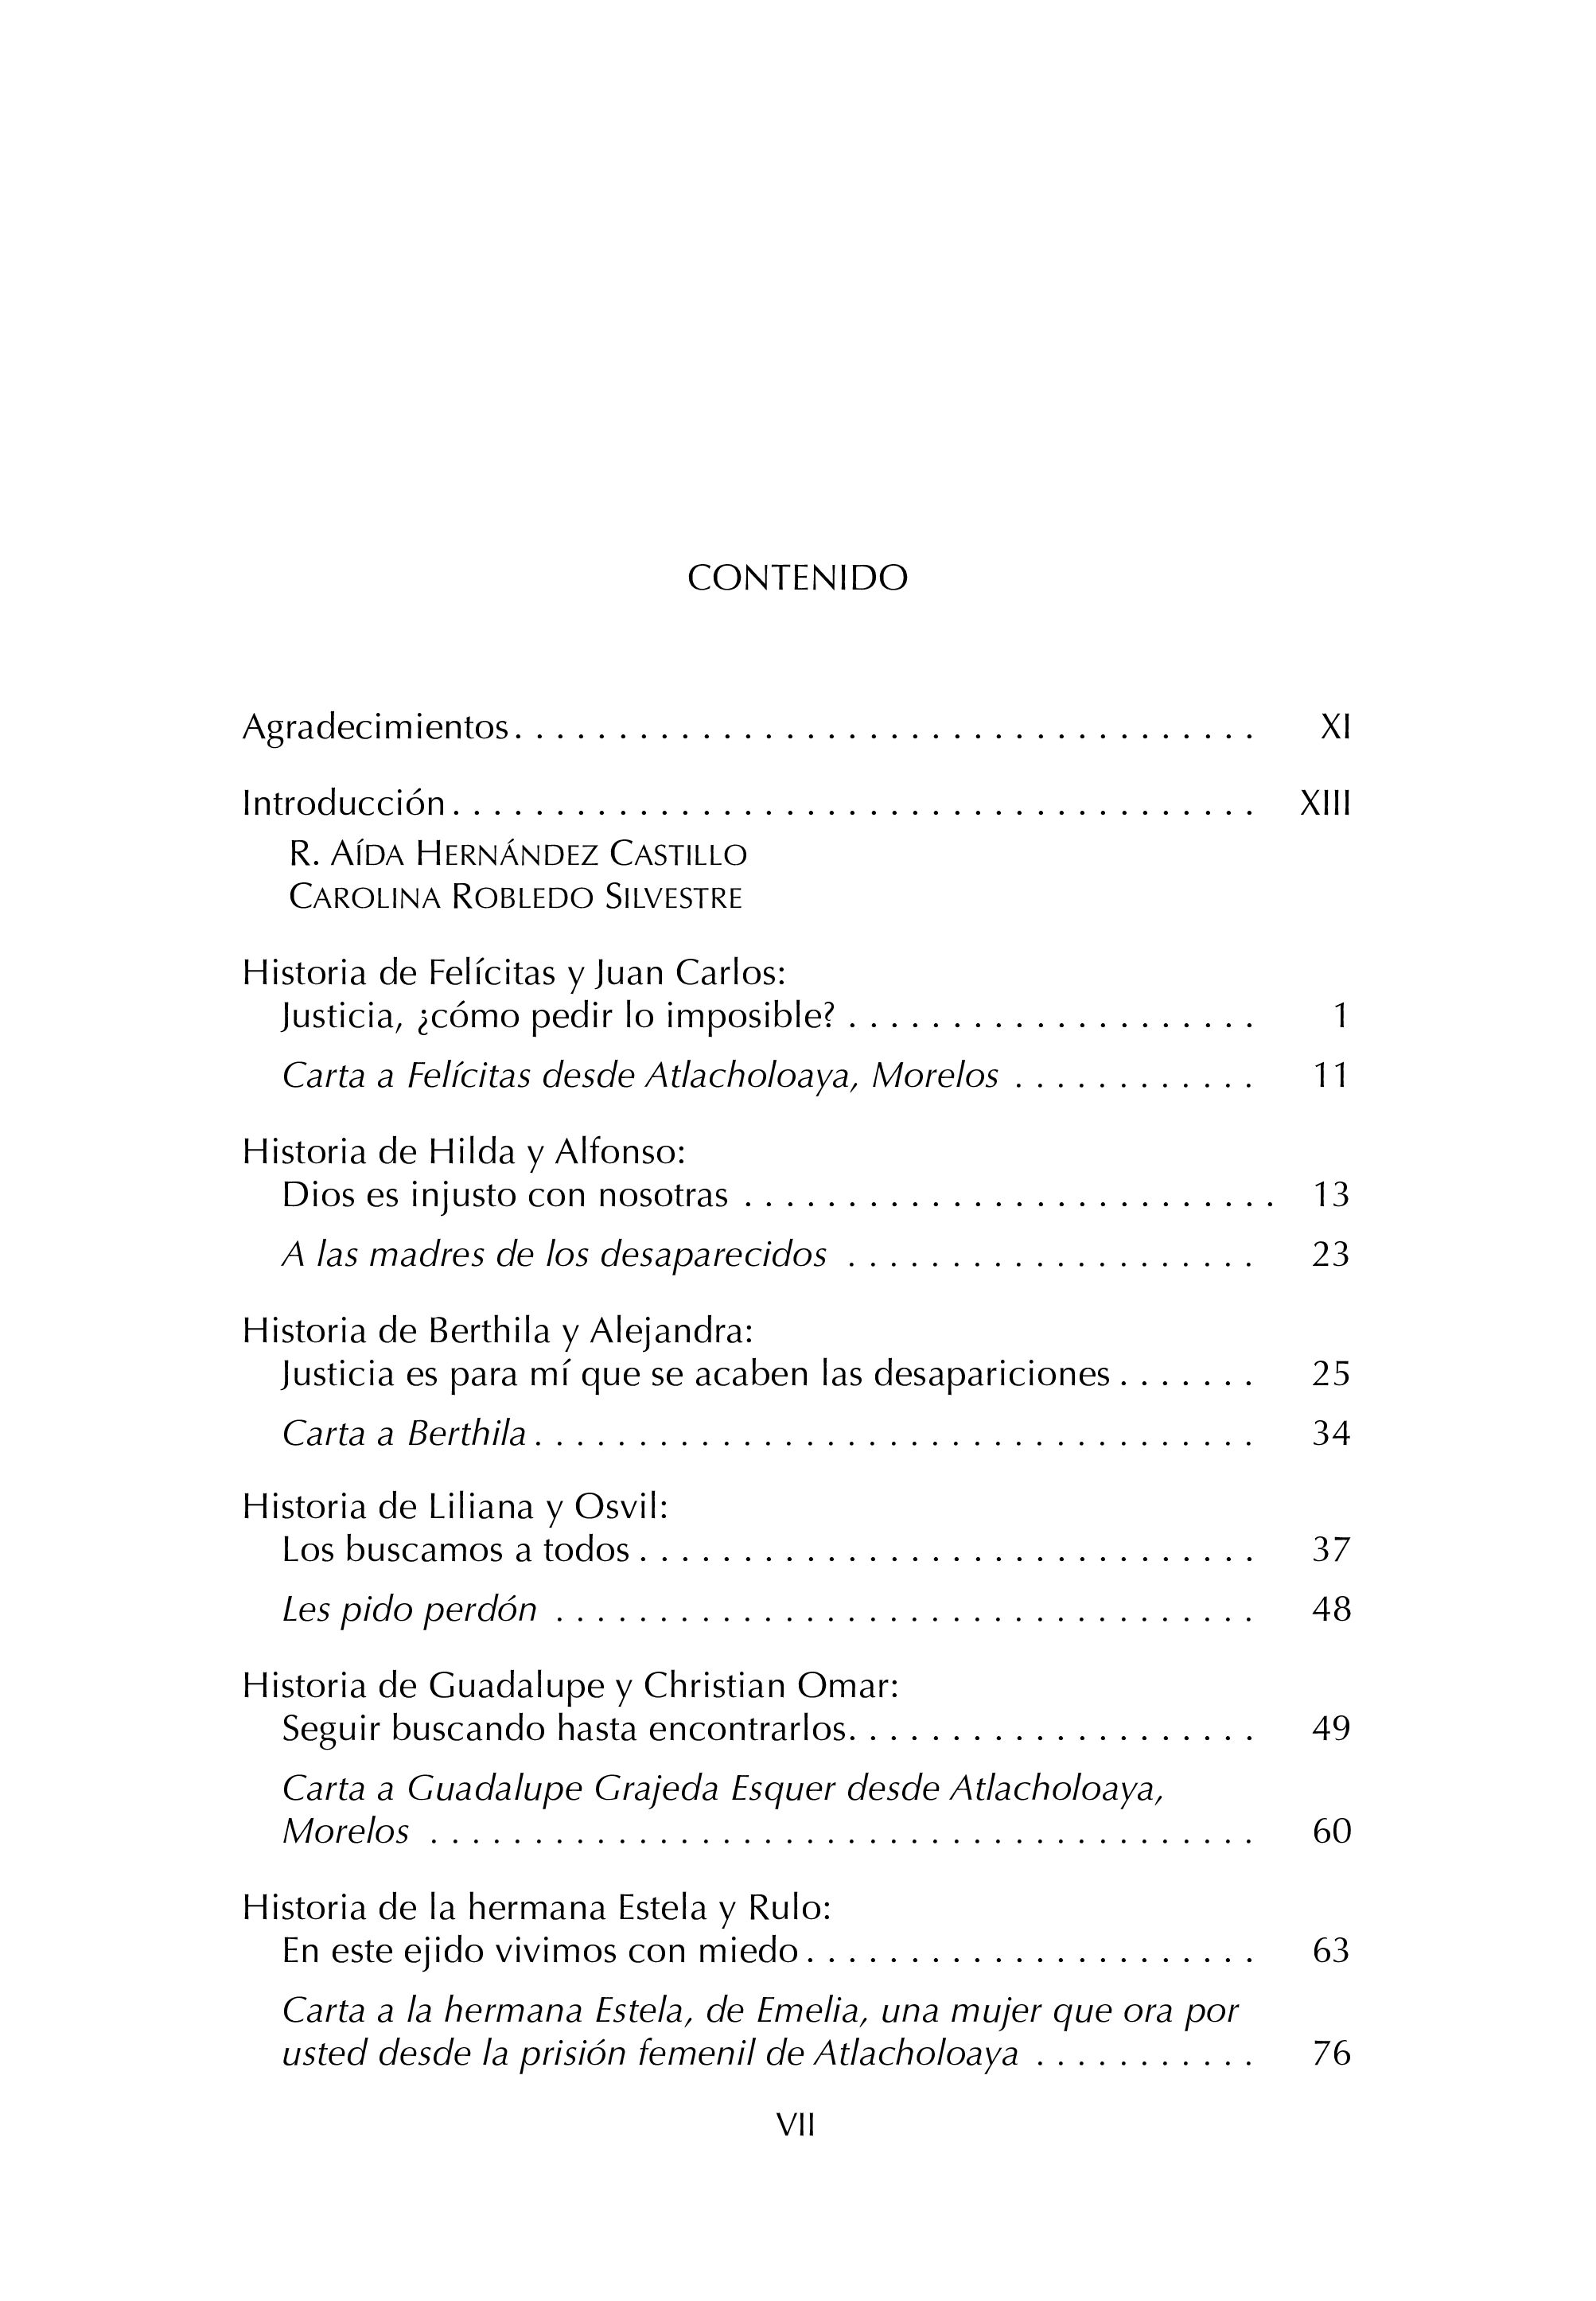 CONTENIDO
Agradecimientos. . . . . . . . . . . . . . . . . . . . . . . . . . . . . . . . . . . . XI
Introducción. . . . . . . . . . . . . . . . . . . . . . . . . . . . . . . . . . . . . . . XIII
R. Aída Hernández Castillo
Carolina Robledo Silvestre
Historia de Felícitas y Juan Carlos:
Justicia, ¿cómo pedir lo imposible? . . . . . . . . . . . . . . . . . . . . 1
Carta a Felícitas desde Atlacholoaya, Morelos . . . . . . . . . . . . 11
Historia de Hilda y Alfonso:
Dios es injusto con nosotras . . . . . . . . . . . . . . . . . . . . . . . . . . 13
A las madres de los desaparecidos . . . . . . . . . . . . . . . . . . . . 23
Historia de Berthila y Alejandra:
Justicia es para mí que se acaben las desapariciones . . . . . . . 25
Carta a Berthila . . . . . . . . . . . . . . . . . . . . . . . . . . . . . . . . . . . 34
Historia de Liliana y Osvil:
Los buscamos a todos . . . . . . . . . . . . . . . . . . . . . . . . . . . . . . 37
Les pido perdón . . . . . . . . . . . . . . . . . . . . . . . . . . . . . . . . . . 48
Historia de Guadalupe y Christian Omar:
Seguir buscando hasta encontrarlos. . . . . . . . . . . . . . . . . . . . 49
Carta a Guadalupe Grajeda Esquer desde Atlacholoaya,
Morelos . . . . . . . . . . . . . . . . . . . . . . . . . . . . . . . . . . . . . . . . 60
Historia de la hermana Estela y Rulo:
En este ejido vivimos con miedo . . . . . . . . . . . . . . . . . . . . . . 63
Carta a la hermana Estela, de Emelia, una mujer que ora por
usted desde la prisión femenil de Atlacholoaya . . . . . . . . . . . 76
VII